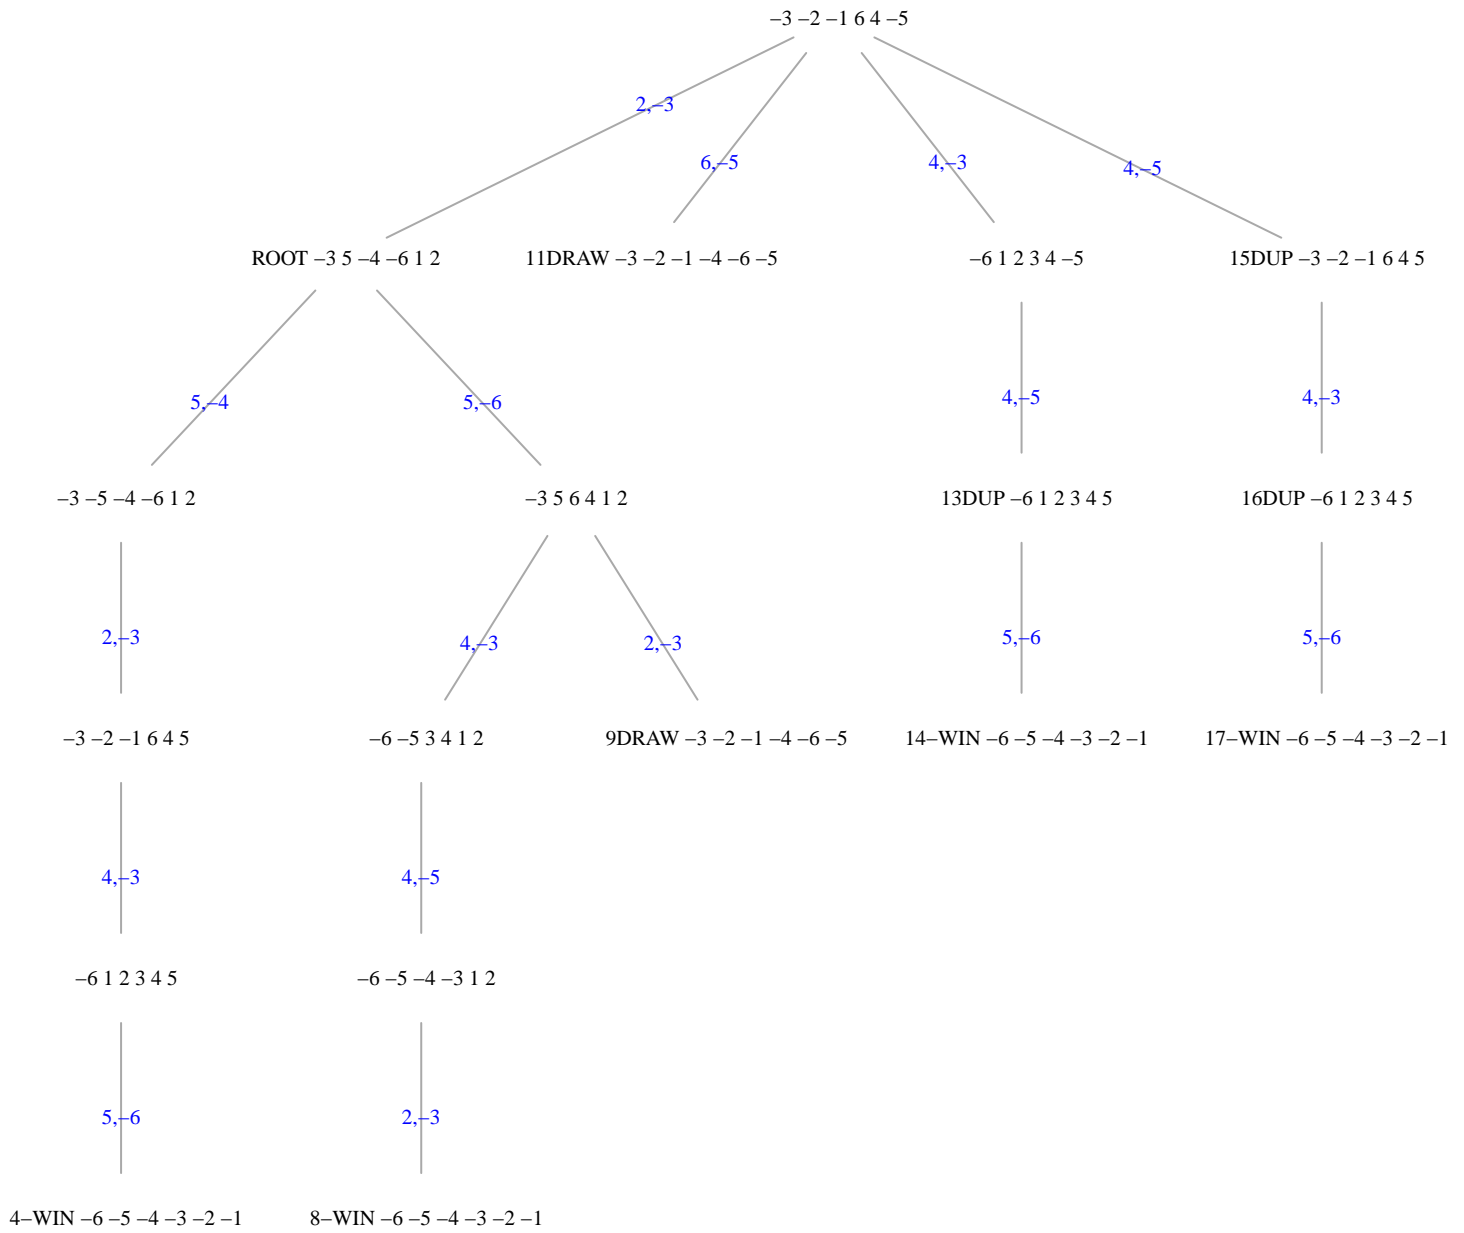 –3 –2 –1 6 4 –5
2,–3
6,–5
4,–3
4,–5
ROOT –3 5 –4 –6 1 2
11DRAW –3 –2 –1 –4 –6 –5
–6 1 2 3 4 –5
15DUP –3 –2 –1 6 4 5
5,–4
5,–6
4,–5
4,–3
–3 –5 –4 –6 1 2
–3 5 6 4 1 2
13DUP –6 1 2 3 4 5
16DUP –6 1 2 3 4 5
2,–3
4,–3
2,–3
5,–6
5,–6
–3 –2 –1 6 4 5
–6 –5 3 4 1 2
9DRAW –3 –2 –1 –4 –6 –5
14–WIN –6 –5 –4 –3 –2 –1
17–WIN –6 –5 –4 –3 –2 –1
4,–3
4,–5
–6 1 2 3 4 5
–6 –5 –4 –3 1 2
5,–6
2,–3
4–WIN –6 –5 –4 –3 –2 –1
8–WIN –6 –5 –4 –3 –2 –1